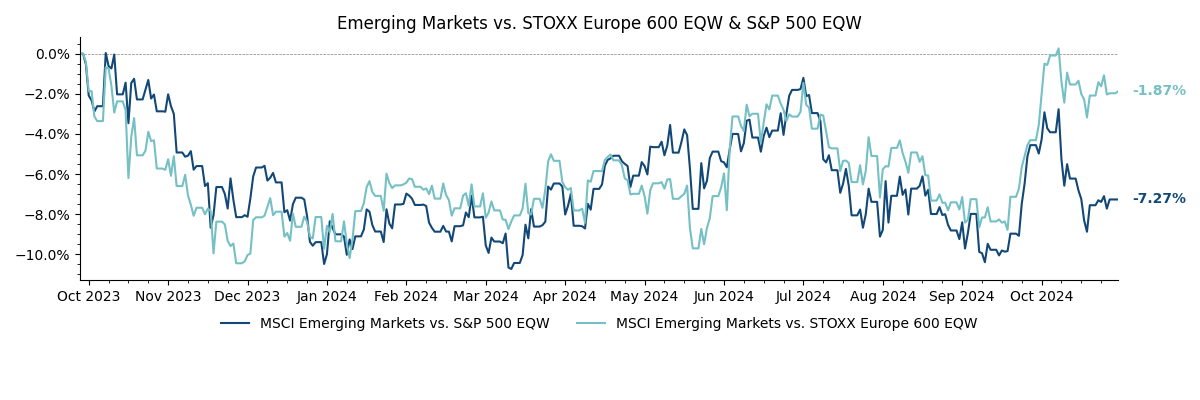 Emerging Markets vs. STOXX Europe 600 EQW & S&P 500 EQW
0.0%
−2.0%
−4.0%
−6.0%
−8.0%
−10.0%
-1.87%
-7.27%
Oct 2023 Nov 2023 Dec 2023 Jan 2024 Feb 2024 Mar 2024 Apr 2024 May 2024 Jun 2024 Jul 2024 Aug 2024 Sep 2024 Oct 2024
MSCI Emerging Markets vs. S&P 500 EQW MSCI Emerging Markets vs. STOXX Europe 600 EQW